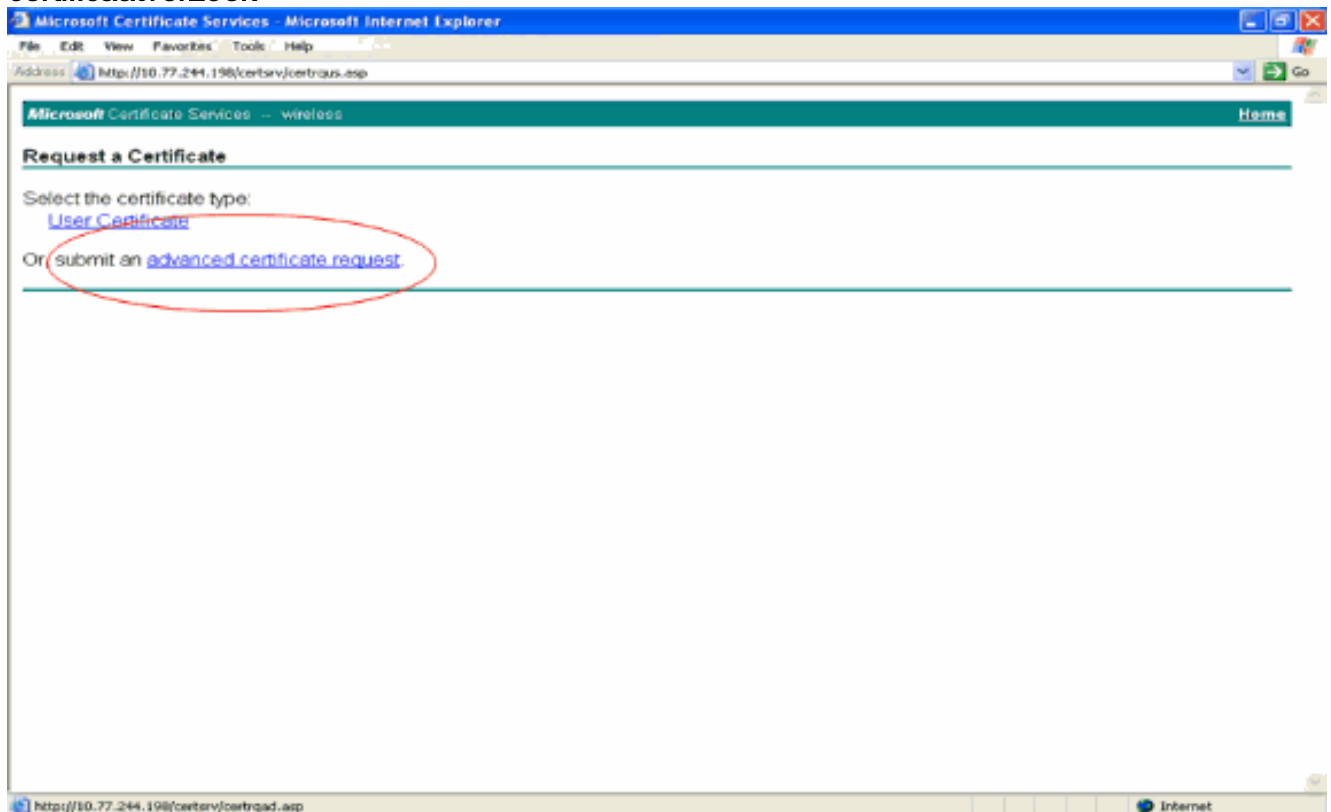 Microsoft Certificate Services - Microsoft Internet Explorer
File Edit View Favorites Tools Help
Address http://10.77.244.198/certsrv/certrqus.asp Go
Microsoft Certificate Services -- wireless Home
Request a Certificate
Select the certificate type:
User Certificate
Or, submit an advanced certificate request.
http://10.77.244.198/certsrv/certrqad.asp Internet